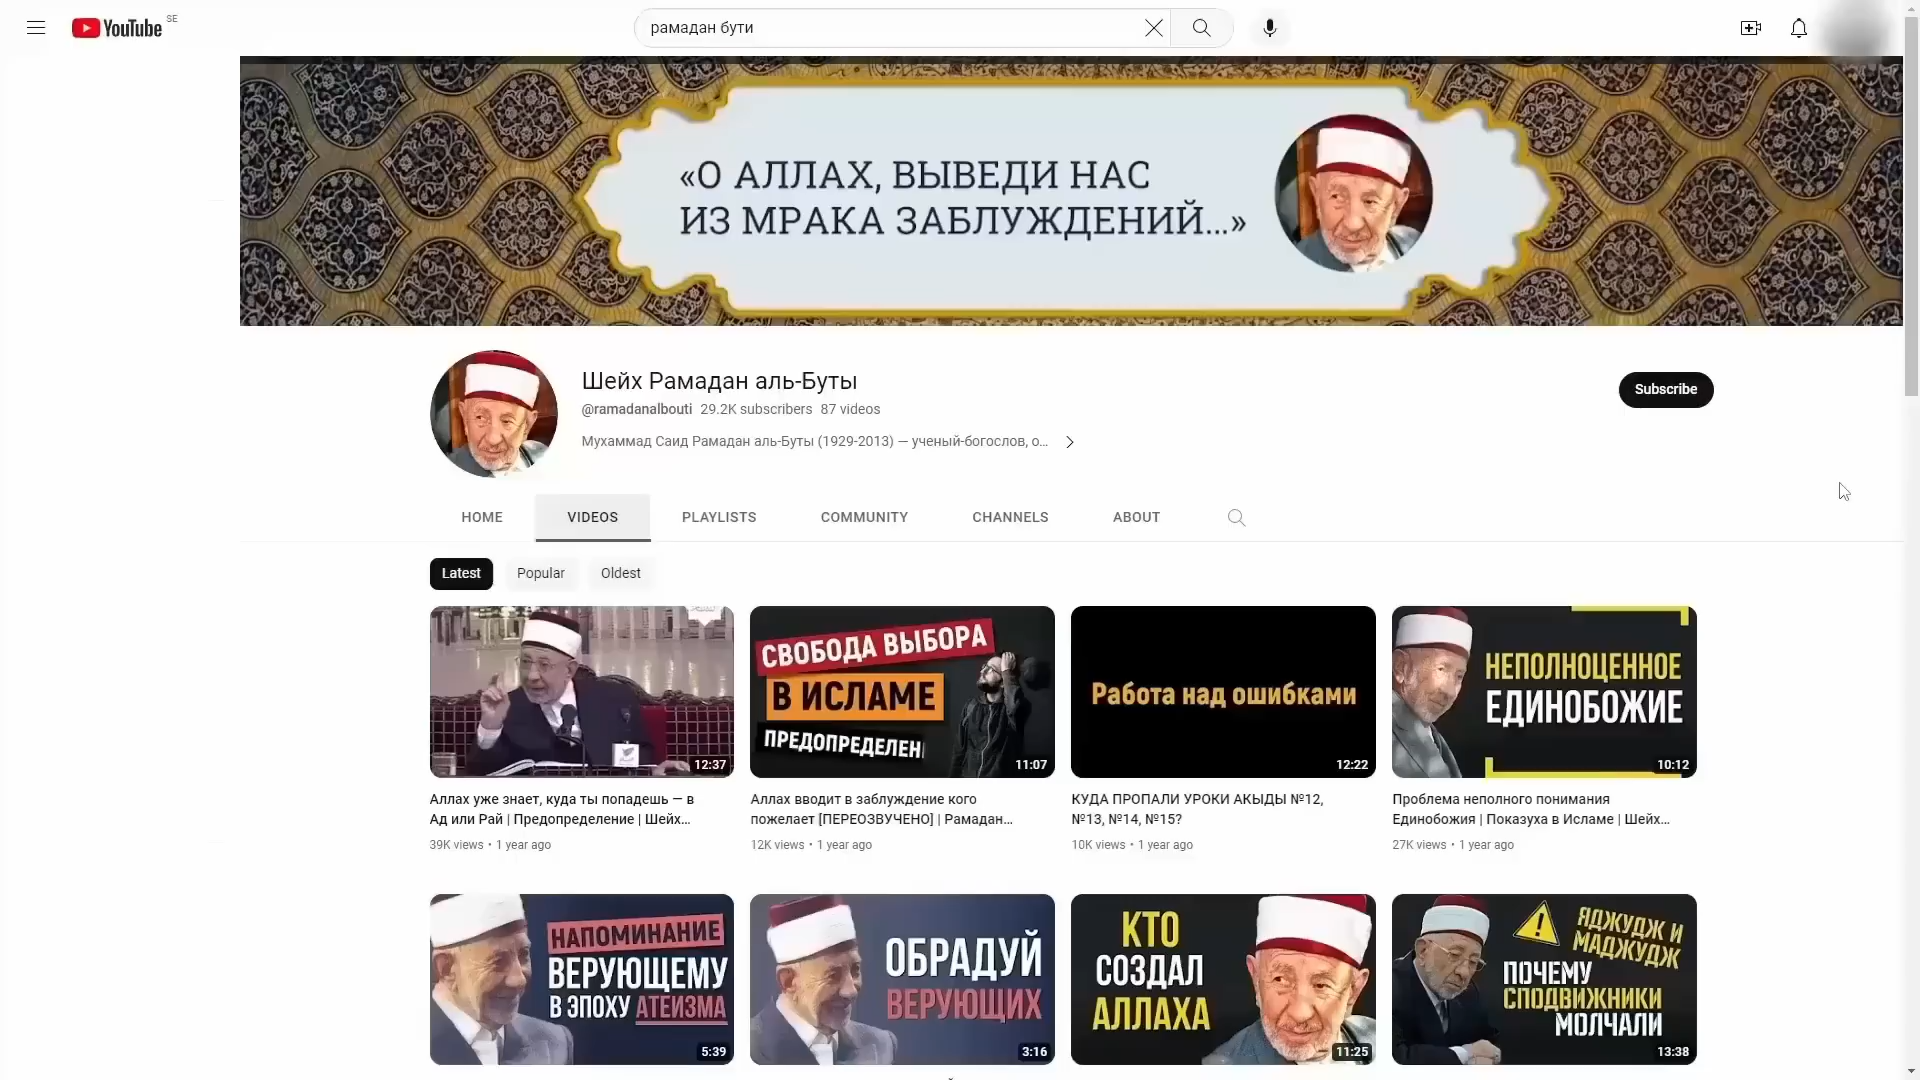 YouTube SE
рамадан бути
«О АЛЛАХ, ВЫВЕДИ НАС
ИЗ МРАКА ЗАБЛУЖДЕНИЙ...»
Шейх Рамадан аль-Буты
@ramadanalbouti 29.2K subscribers 87 videos
Мухаммад Саид Рамадан аль-Буты (1929-2013) — ученый-богослов, о...
Subscribe
HOME VIDEOS PLAYLISTS COMMUNITY CHANNELS ABOUT
Latest Popular Oldest
12:37
СВОБОДА ВЫБОРА
В ИСЛАМЕ
ПРЕДОПРЕДЕЛЕН
11:07
Работа над ошибками
12:22
НЕПОЛНОЦЕННОЕ
ЕДИНОБОЖИЕ
10:12
Аллах уже знает, куда ты попадешь — в
Ад или Рай | Предопределение | Шейх...
39K views • 1 year ago
Аллах вводит в заблуждение кого
пожелает [ПЕРЕОЗВУЧЕНО] | Рамадан...
12K views • 1 year ago
КУДА ПРОПАЛИ УРОКИ АКЫДЫ №12,
№13, №14, №15?
10K views • 1 year ago
Проблема неполного понимания
Единобожия | Показуха в Исламе | Шейх...
27K views • 1 year ago
НАПОМИНАНИЕ
ВЕРУЮЩЕМУ
В ЭПОХУ АТЕИЗМА
5:39
ОБРАДУЙ
ВЕРУЮЩИХ
3:16
КТО
СОЗДАЛ
АЛЛАХА
11:25
ЯДЖУДЖ И
МАДЖУДЖ
ПОЧЕМУ
СПОДВИЖНИКИ
МОЛЧАЛИ
13:38